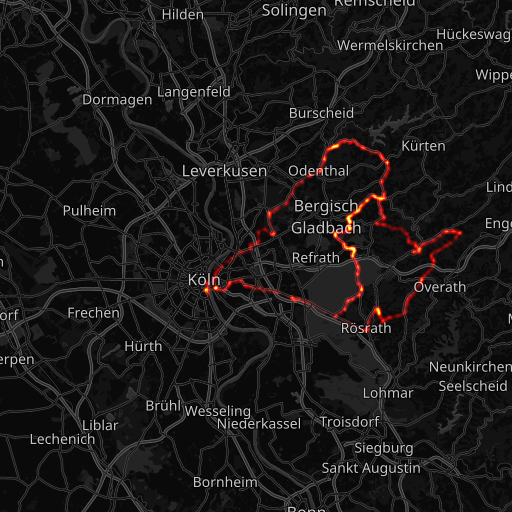 Remscheid
Solingen
Hilden
Hückeswag
Wermelskirchen
Wippe
Langenfeld
Dormagen
Burscheid
Kürten
Leverkusen
Odenthal
Lind
Pulheim
Bergisch
Gladbach
Enge
Refrath
Köln
Overath
Frechen
orf
Rösrath
Hürth
erpen
Neunkirchen
Seelscheid
Lohmar
Brühl
Wesseling
Niederkassel
Troisdorf
Liblar
Lechenich
Siegburg
Sankt Augustin
Bornheim
Bonn